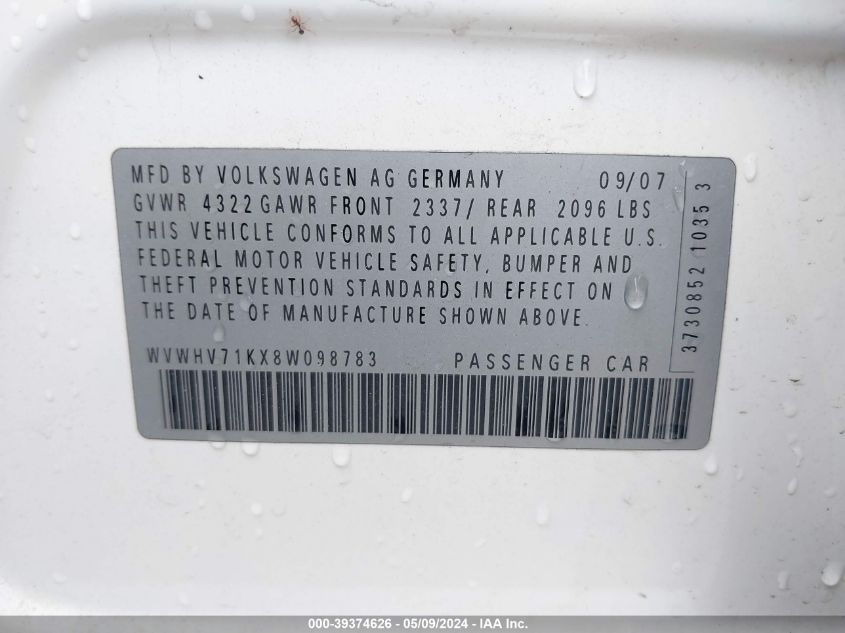 MFD BY VOLKSWAGEN AG GERMANY 09/07
GVWR 4322 GAWR FRONT 2337/ REAR 2096 LBS
THIS VEHICLE CONFORMS TO ALL APPLICABLE U.S.
FEDERAL MOTOR VEHICLE SAFETY, BUMPER AND
THEFT PREVENTION STANDARDS IN EFFECT ON
THE DATE OF MANUFACTURE SHOWN ABOVE.
WVWHV71KX8W098783 PASSENGER CAR
3730852 1035 3
000-39374626 - 05/09/2024 - IAA Inc.